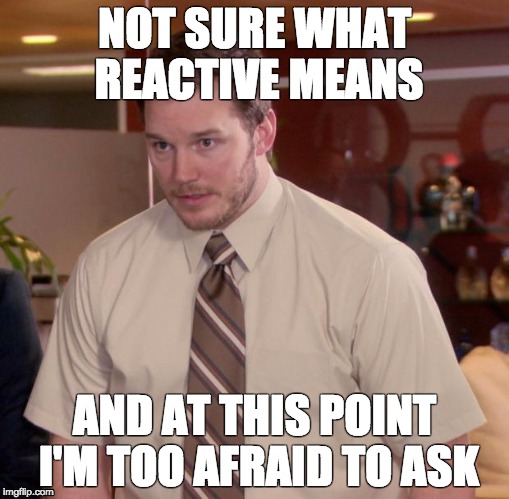 NOT SURE WHAT
REACTIVE MEANS
AND AT THIS POINT
I'M TOO AFRAID TO ASK
imgflip.com